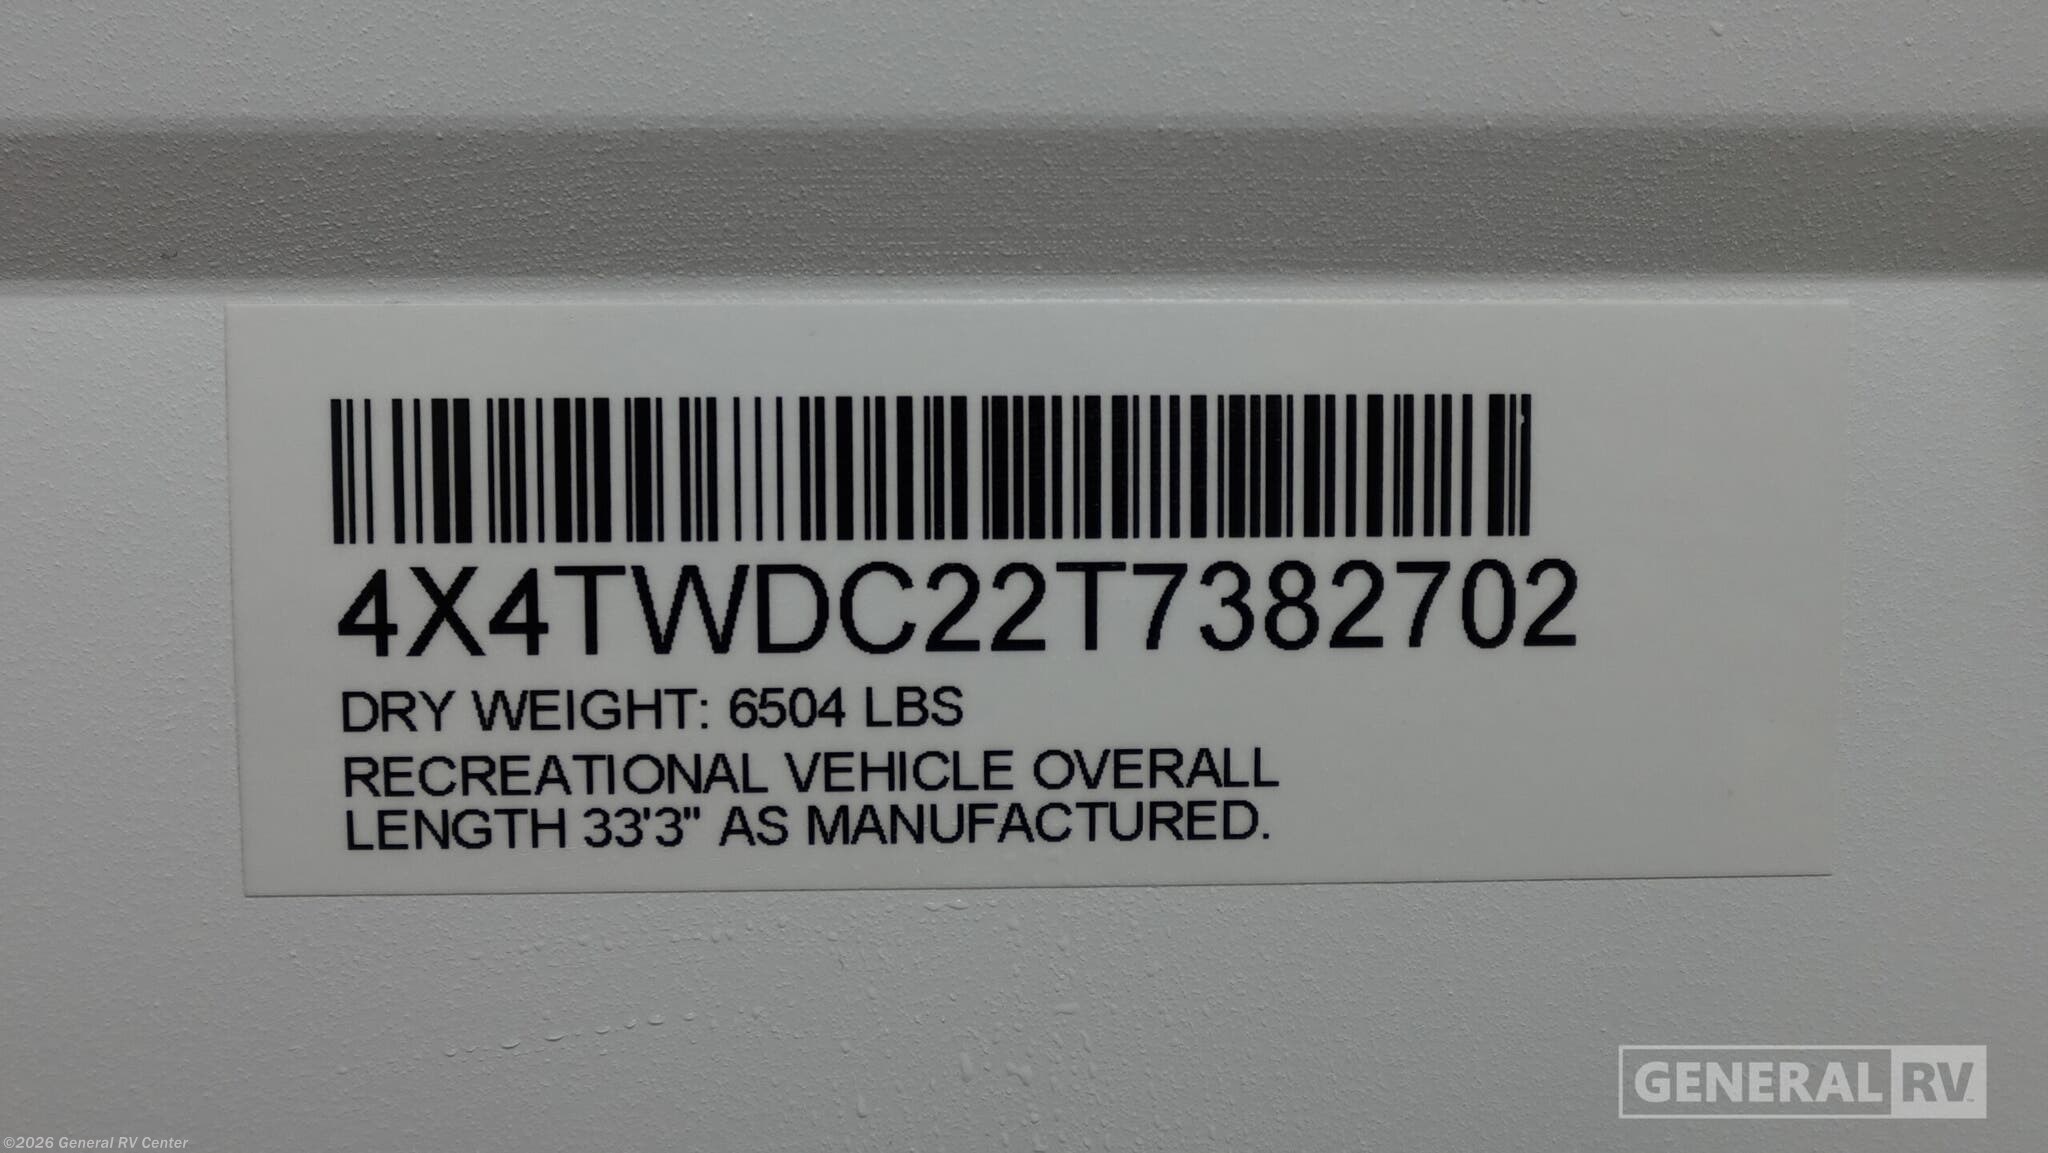 4X4TWDC22T7382702
DRY WEIGHT: 6504 LBS
RECREATIONAL VEHICLE OVERALL
LENGTH 33'3" AS MANUFACTURED.
GENERAL RV
©2026 General RV Center